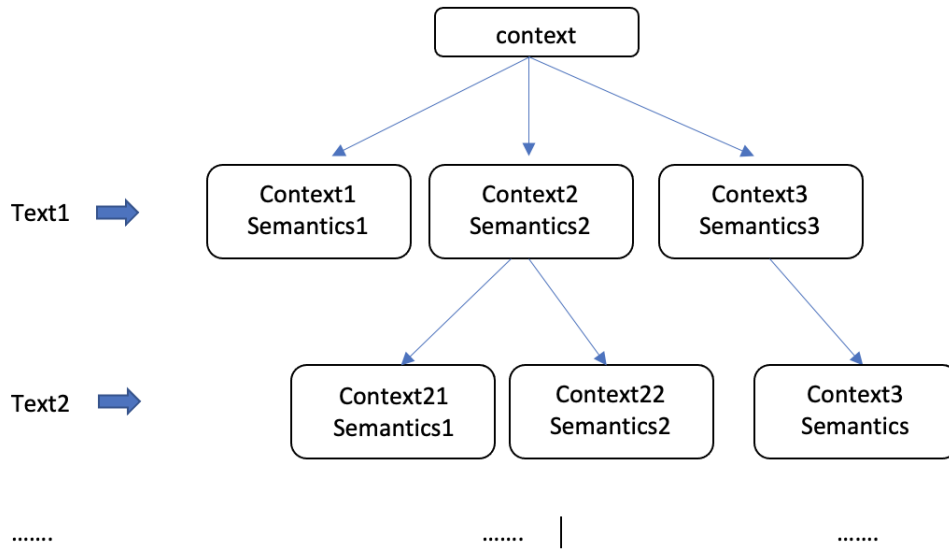 context
Context1
Semantics1
Context2
Semantics2
Context3
Semantics3
Text1
Context21
Semantics1
Context22
Semantics2
Context3
Semantics
Text2
.......
.......
.......